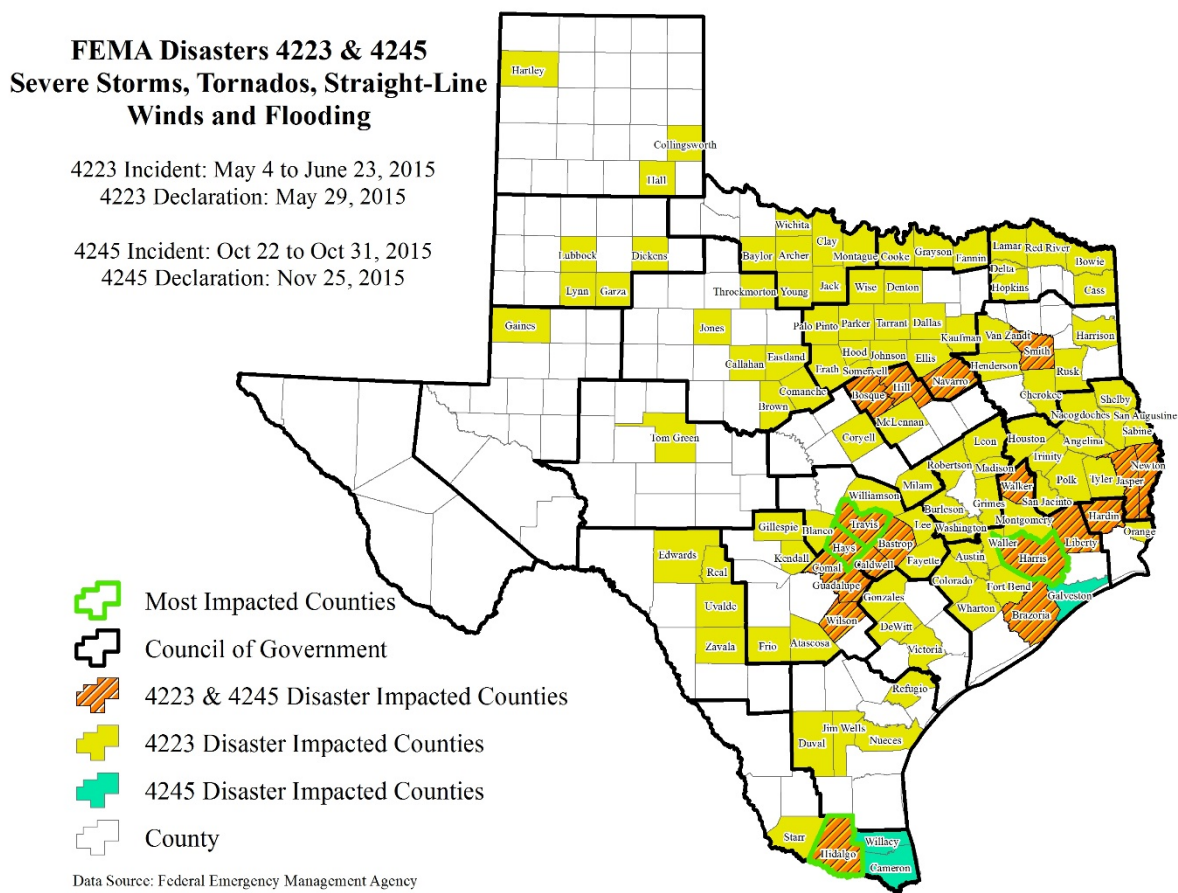 FEMA Disasters 4223 & 4245
Severe Storms, Tornados, Straight-Line
Winds and Flooding
4223 Incident: May 4 to June 23, 2015
4223 Declaration: May 29, 2015
4245 Incident: Oct 22 to Oct 31, 2015
4245 Declaration: Nov 25, 2015
Hartley
Collingsworth
Hall
Wichita
Clay
Lubbock
Dickens
Baylor
Archer
Montague
Cooke
Grayson
Fannin
Lamar
Red River
Bowie
Delta
Hopkins
Cass
Lynn
Garza
Throckmorton
Young
Jack
Wise
Denton
Gaines
Jones
Palo Pinto
Parker
Tarrant
Dallas
Kaufman
Van Zandt
Harrison
Smith
Callahan
Eastland
Hood
Johnson
Ellis
Erath
Somervell
Henderson
Rusk
Navarro
Hill
Bosque
Comanche
Brown
Cherokee
Shelby
Nacogdoches
San Augustine
Sabine
McLennan
Coryell
Tom Green
Leon
Houston
Angelina
Trinity
Newton
Robertson
Madison
Polk
Tyler
Jasper
Walker
Milam
Williamson
Burleson
Grimes
San Jacinto
Hardin
Gillespie
Blanco
Travis
Lee
Washington
Montgomery
Liberty
Orange
Hays
Bastrop
Waller
Harris
Edwards
Kendall
Comal
Caldwell
Fayette
Austin
Real
Guadalupe
Colorado
Fort Bend
Galveston
Gonzales
Uvalde
Wilson
Wharton
Brazoria
Zavala
Frio
Atascosa
DeWitt
Victoria
Refugio
Duval
Jim Wells
Nueces
Starr
Hidalgo
Willacy
Cameron
Most Impacted Counties
Council of Government
4223 & 4245 Disaster Impacted Counties
4223 Disaster Impacted Counties
4245 Disaster Impacted Counties
County
Data Source: Federal Emergency Management Agency